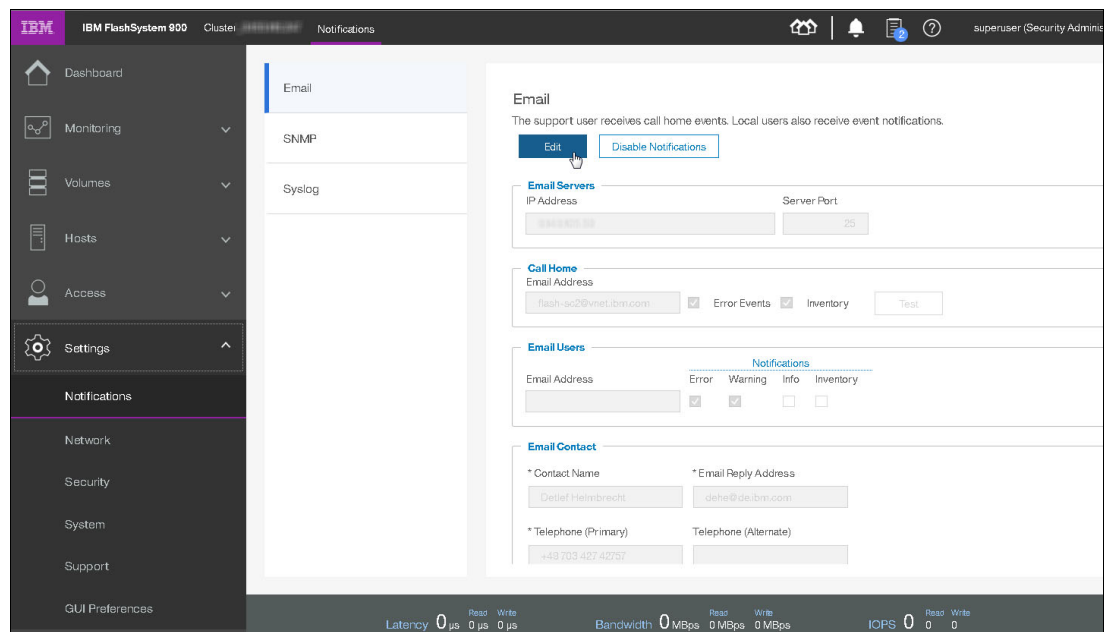 IBM IBM FlashSystem 900 Cluster Notifications 2 ? superuser (Security Adminis
Dashboard
Monitoring
Volumes
Hosts
Access
Settings
Notifications
Network
Security
System
Support
GUI Preferences
Email
SNMP
Syslog
Email
The support user receives call home events. Local users also receive event notifications.
Edit Disable Notifications
Email Servers
IP Address Server Port
25
Call Home
Email Address
flash-sc2@vnet.ibm.com Error Events Inventory Test
Email Users
Notifications
Email Address Error Warning Info Inventory
Email Contact
* Contact Name * Email Reply Address
Detlef Helmbrecht dehe@de.ibm.com
* Telephone (Primary) Telephone (Alternate)
+49 703 427 42757
Read Write Read Write Read Write
Latency 0 µs 0 µs 0 µs Bandwidth 0 MBps 0 MBps 0 MBps IOPS 0 0 0